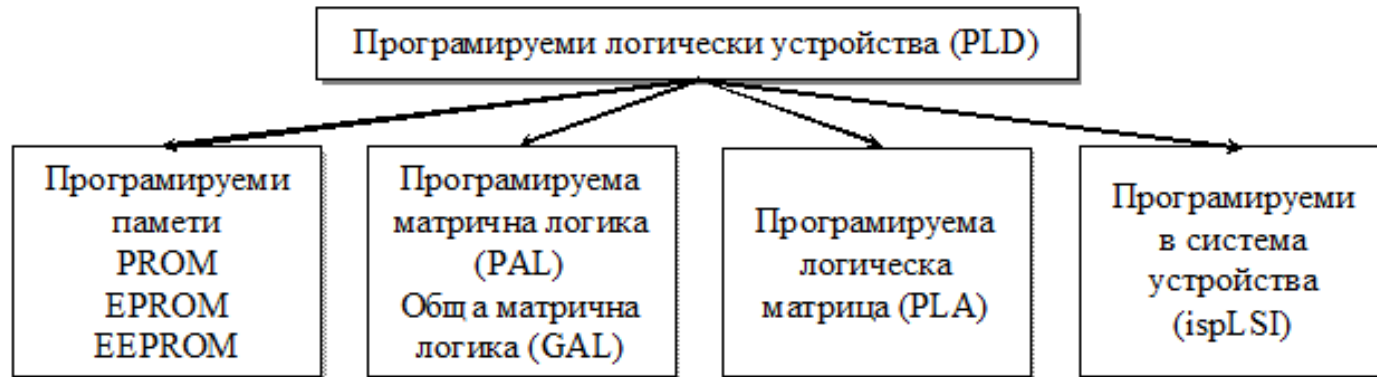 Програмируеми логически устройства (PLD)
Програмируеми
памети
PROM
EPROM
EEPROM
Програмируема
матрична логика
(PAL)
Обща матрична
логика (GAL)
Програмируема
логическа
матрица (PLA)
Програмируеми
в система
устройства
(ispLSI)